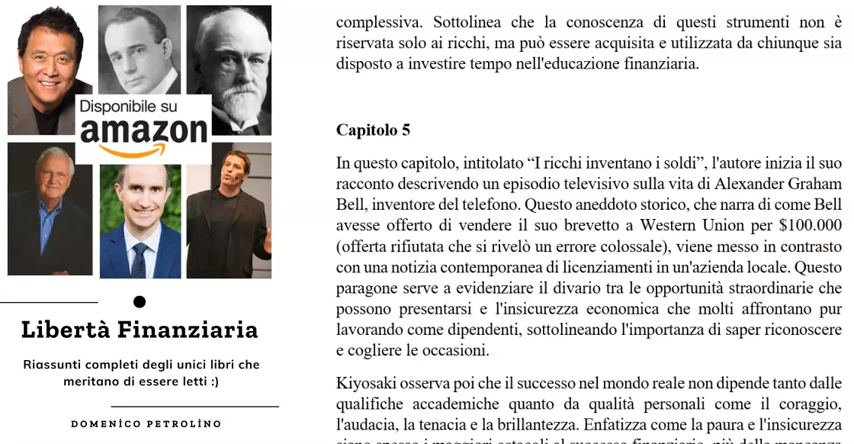 Disponibile su
amazon
Libertà Finanziaria
Riassunti completi degli unici libri che
meritano di essere letti :)
DOMENICO PETROLINO
complessiva. Sottolinea che la conoscenza di questi strumenti non è
riservata solo ai ricchi, ma può essere acquisita e utilizzata da chiunque sia
disposto a investire tempo nell'educazione finanziaria.
Capitolo 5
In questo capitolo, intitolato “I ricchi inventano i soldi”, l'autore inizia il suo
racconto descrivendo un episodio televisivo sulla vita di Alexander Graham
Bell, inventore del telefono. Questo aneddoto storico, che narra di come Bell
avesse offerto di vendere il suo brevetto a Western Union per $100.000
(offerta rifiutata che si rivelò un errore colossale), viene messo in contrasto
con una notizia contemporanea di licenziamenti in un'azienda locale. Questo
paragone serve a evidenziare il divario tra le opportunità straordinarie che
possono presentarsi e l'insicurezza economica che molti affrontano pur
lavorando come dipendenti, sottolineando l'importanza di saper riconoscere
e cogliere le occasioni.
Kiyosaki osserva poi che il successo nel mondo reale non dipende tanto dalle
qualifiche accademiche quanto da qualità personali come il coraggio,
l'audacia, la tenacia e la brillantezza. Enfatizza come la paura e l'insicurezza